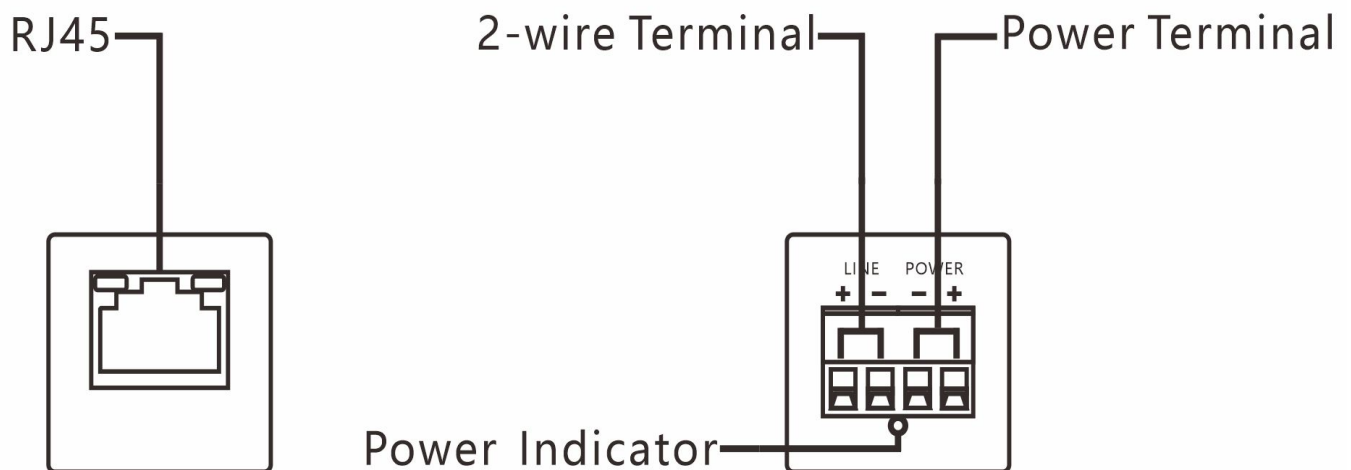 RJ45 2-wire Terminal Power Terminal
LINE POWER
+ - - +
Power Indicator